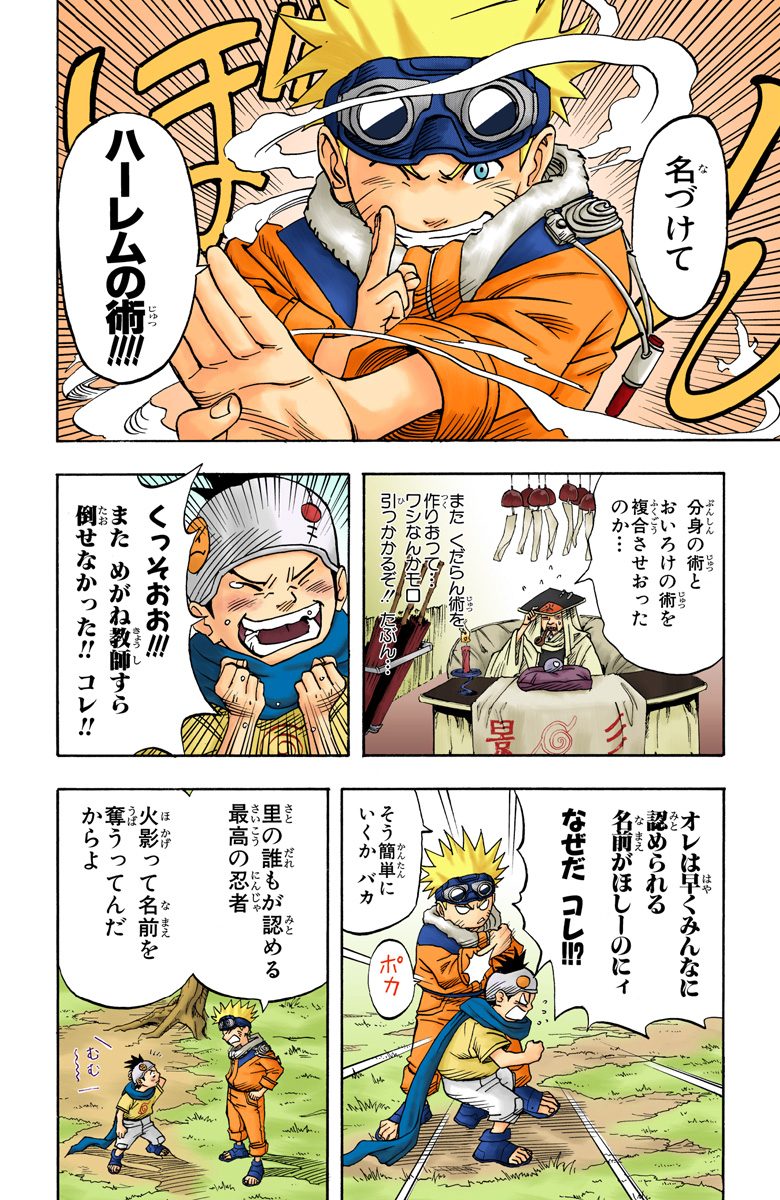 名づけて
ぼん
ハーレムの術!!!!
分身の術と
おいろけの術を
複合させおった
のか…
また くだらん術を
作りおって…
ワシなんかモロ
引っかかるぞ!! たぶん…
景
くっそおお!!!
また めがね教師すら
倒せなかった!! コレ!!
オレは早くみんなに
認められる
名前がほしーのにィ
なぜだ コレ!!?
そう簡単に
いくか バカ
ポカ
里の誰もが認める
最高の忍者
火影って名前を
奪うってんだ
からよ
むむ